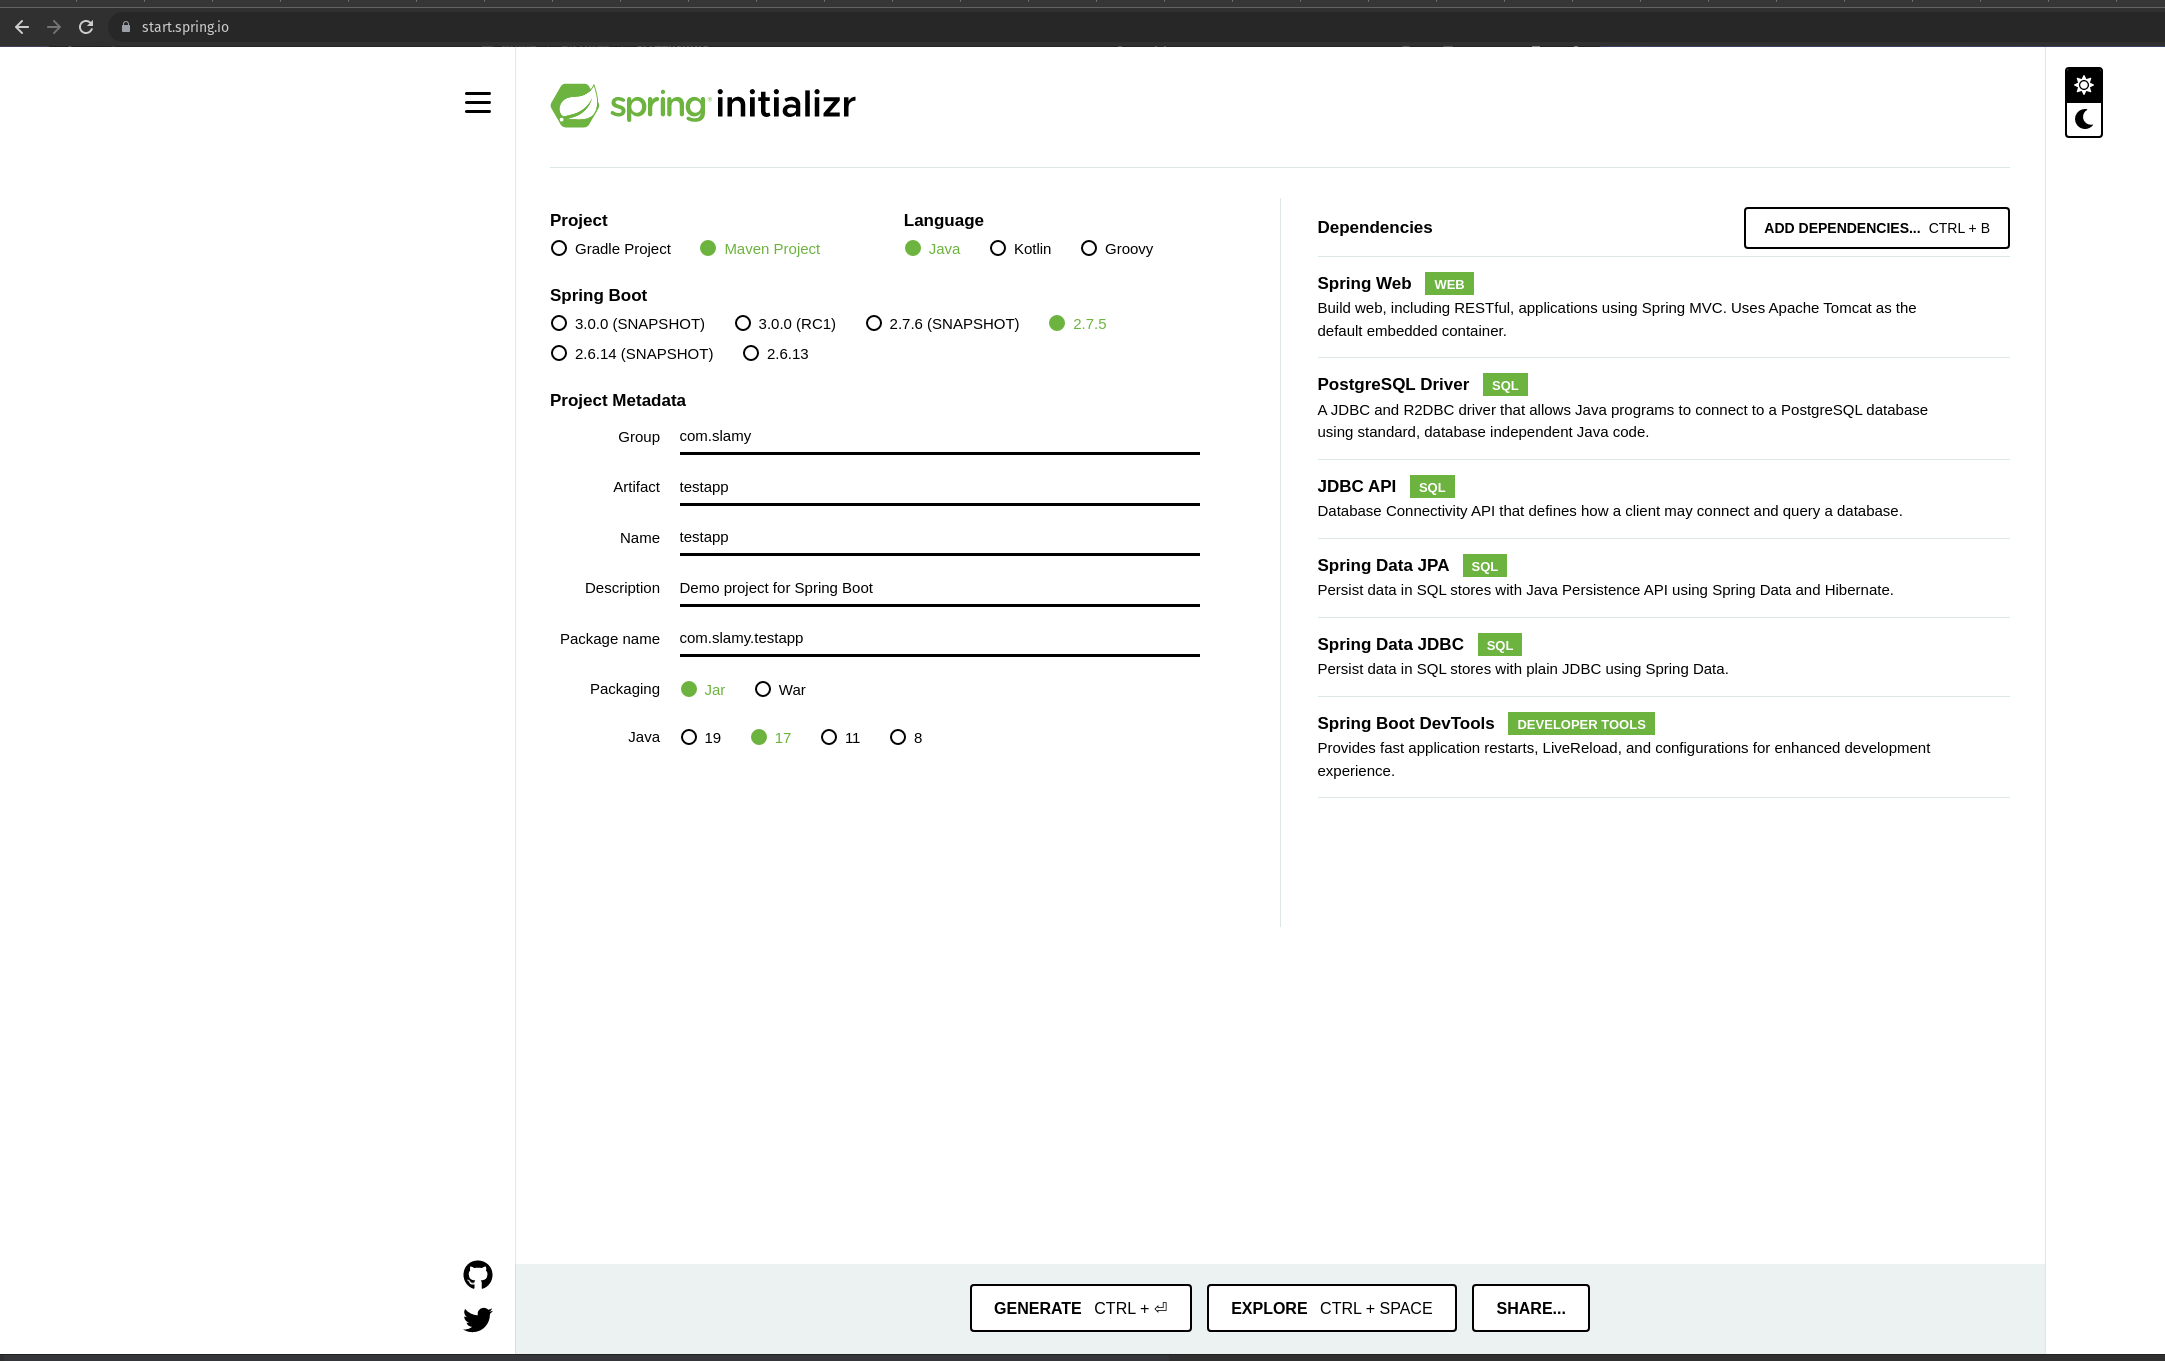 start.spring.io
spring initializr
Project
Gradle Project Maven Project
Language
Java Kotlin Groovy
Spring Boot
3.0.0 (SNAPSHOT) 3.0.0 (RC1) 2.7.6 (SNAPSHOT) 2.7.5
2.6.14 (SNAPSHOT) 2.6.13
Project Metadata
Group com.slamy
Artifact testapp
Name testapp
Description Demo project for Spring Boot
Package name com.slamy.testapp
Packaging Jar War
Java 19 17 11 8
Dependencies ADD DEPENDENCIES... CTRL + B
Spring Web WEB
Build web, including RESTful, applications using Spring MVC. Uses Apache Tomcat as the
default embedded container.
PostgreSQL Driver SQL
A JDBC and R2DBC driver that allows Java programs to connect to a PostgreSQL database
using standard, database independent Java code.
JDBC API SQL
Database Connectivity API that defines how a client may connect and query a database.
Spring Data JPA SQL
Persist data in SQL stores with Java Persistence API using Spring Data and Hibernate.
Spring Data JDBC SQL
Persist data in SQL stores with plain JDBC using Spring Data.
Spring Boot DevTools DEVELOPER TOOLS
Provides fast application restarts, LiveReload, and configurations for enhanced development
experience.
GENERATE CTRL + ⏎ EXPLORE CTRL + SPACE SHARE...